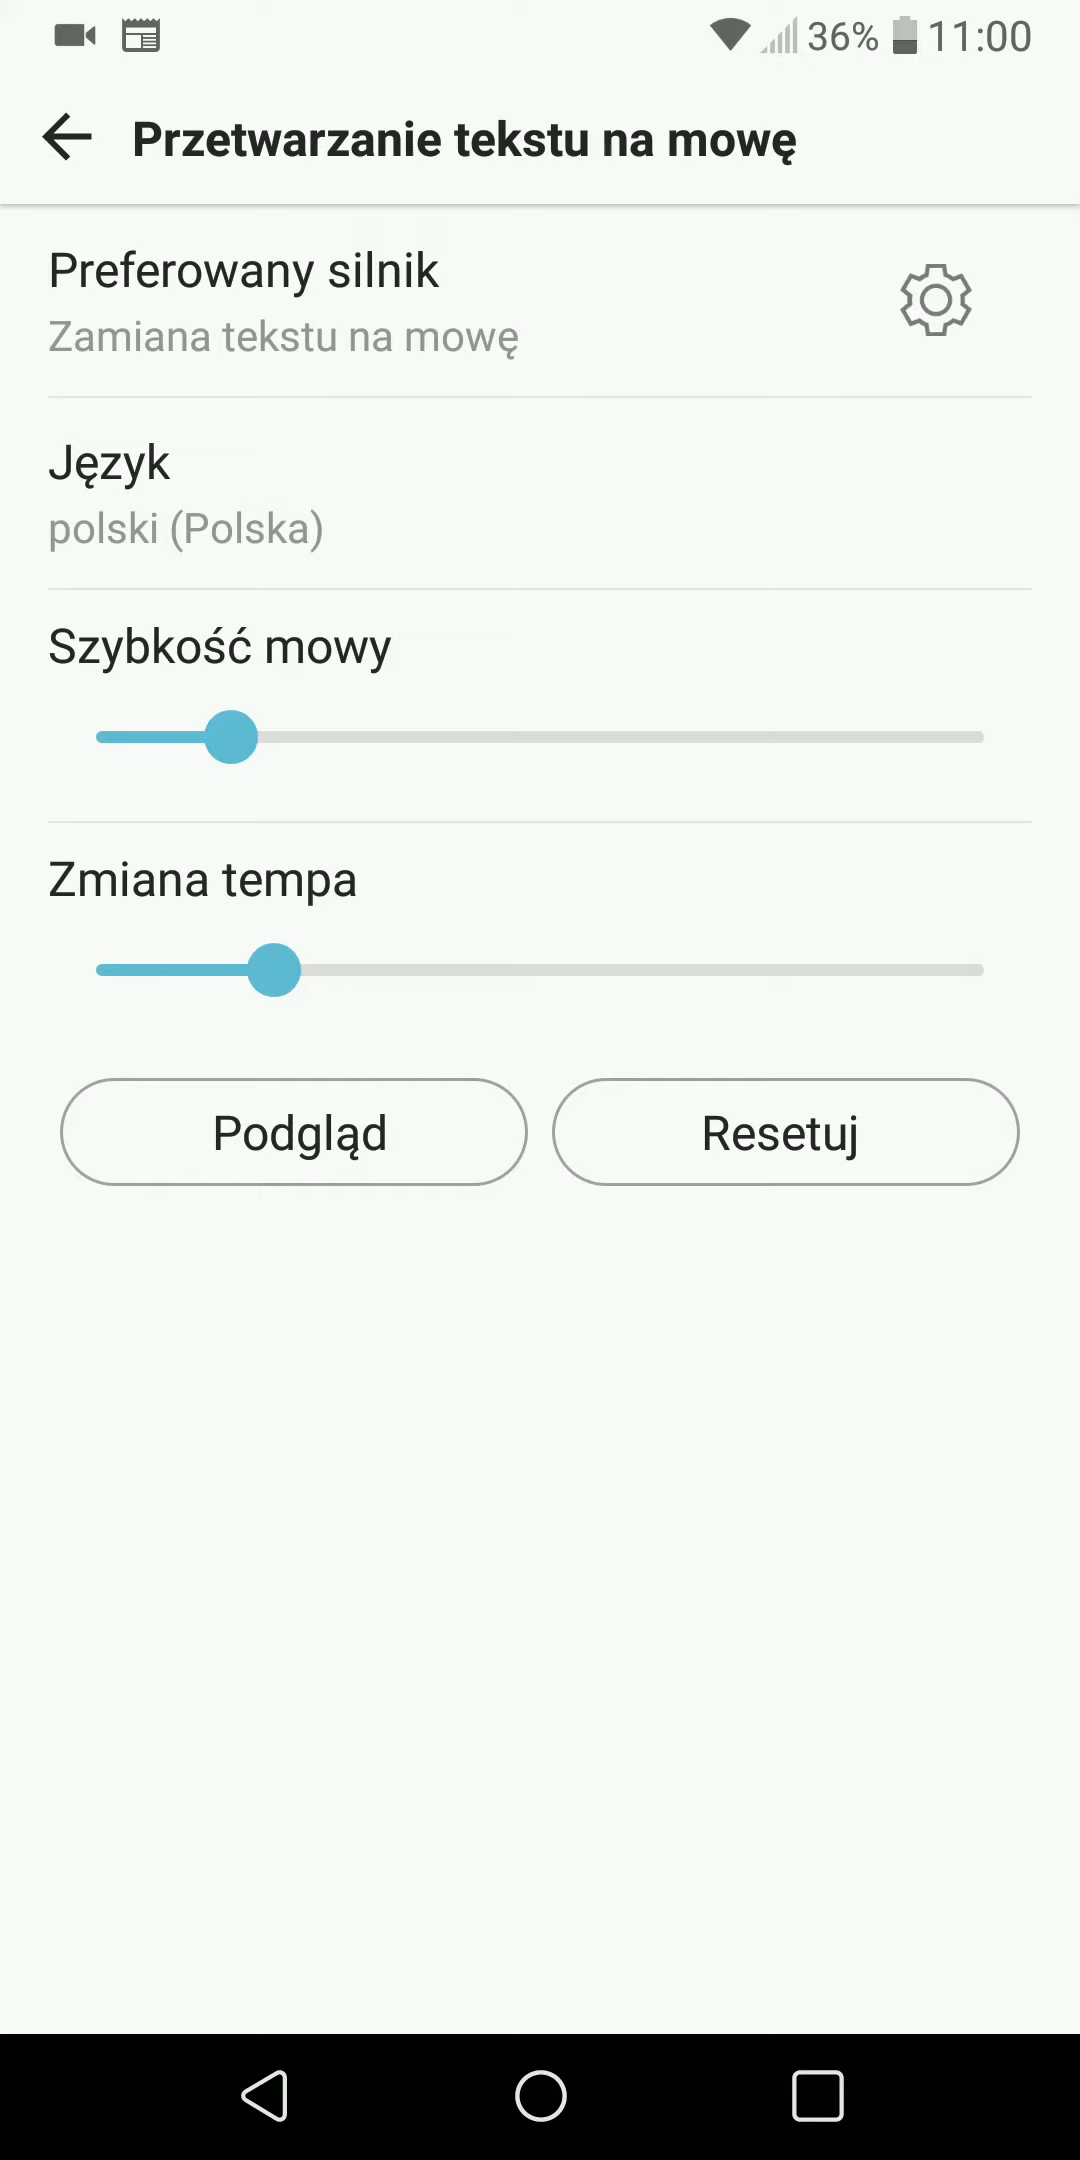 36% 11:00
Przetwarzanie tekstu na mowę
Preferowany silnik
Zamiana tekstu na mowę
Język
polski (Polska)
Szybkość mowy
Zmiana tempa
Podgląd
Resetuj